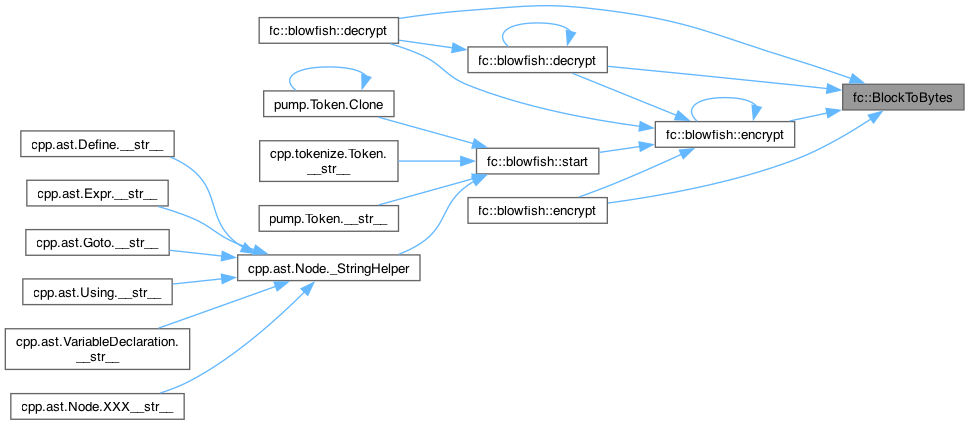 fc::blowfish::decrypt
fc::blowfish::decrypt
fc::BlockToBytes
pump.Token.Clone
fc::blowfish::encrypt
cpp.ast.Define.__str__
cpp.tokenize.Token.
__str__
fc::blowfish::start
cpp.ast.Expr.__str__
pump.Token.__str__
fc::blowfish::encrypt
cpp.ast.Goto.__str__
cpp.ast.Node._StringHelper
cpp.ast.Using.__str__
cpp.ast.VariableDeclaration.
__str__
cpp.ast.Node.XXX__str__